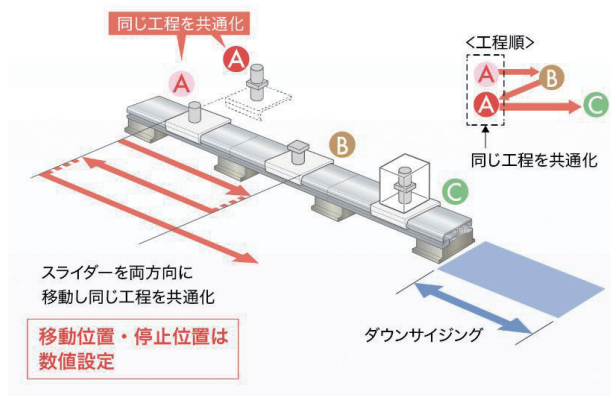 同じ工程を共通化
A
A
B
C
<工程順>
A
B
A
C
同じ工程を共通化
スライダーを両方向に
移動し同じ工程を共通化
移動位置・停止位置は
数値設定
ダウンサイジング